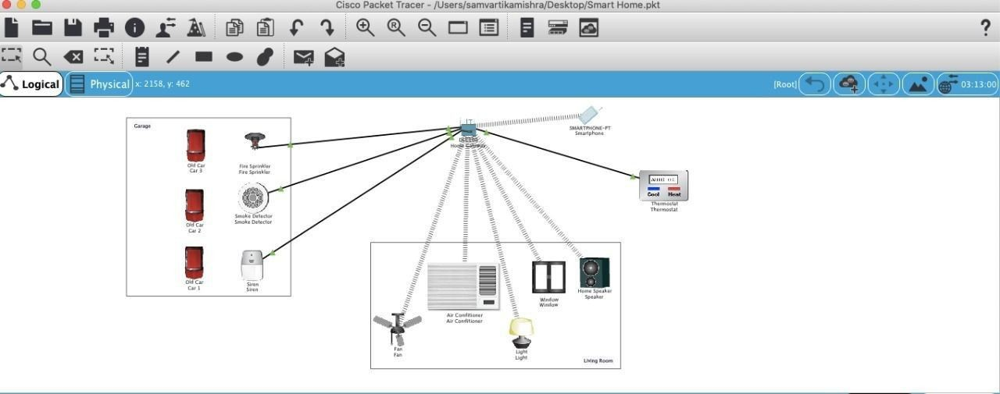 Cisco Packet Tracer - /Users/samvartikamishra/Desktop/Smart Home.pkt
Logical
Physical
x: 2158, y: 462
[Root]
03:13:00
Garage
Old Car
Car 3
Fire Sprinkler
Fire Sprinkler
Old Car
Car 2
Smoke Detector
Smoke Detector
Old Car
Car 1
Siren
Siren
Home Gateway
SMARTPHONE-PT
Smartphone
Cool
Heat
Thermostat
Thermostat
Fan
Fan
Air Conditioner
Air Conditioner
Light
Light
Window
Window
Home Speaker
Speaker
Living Room